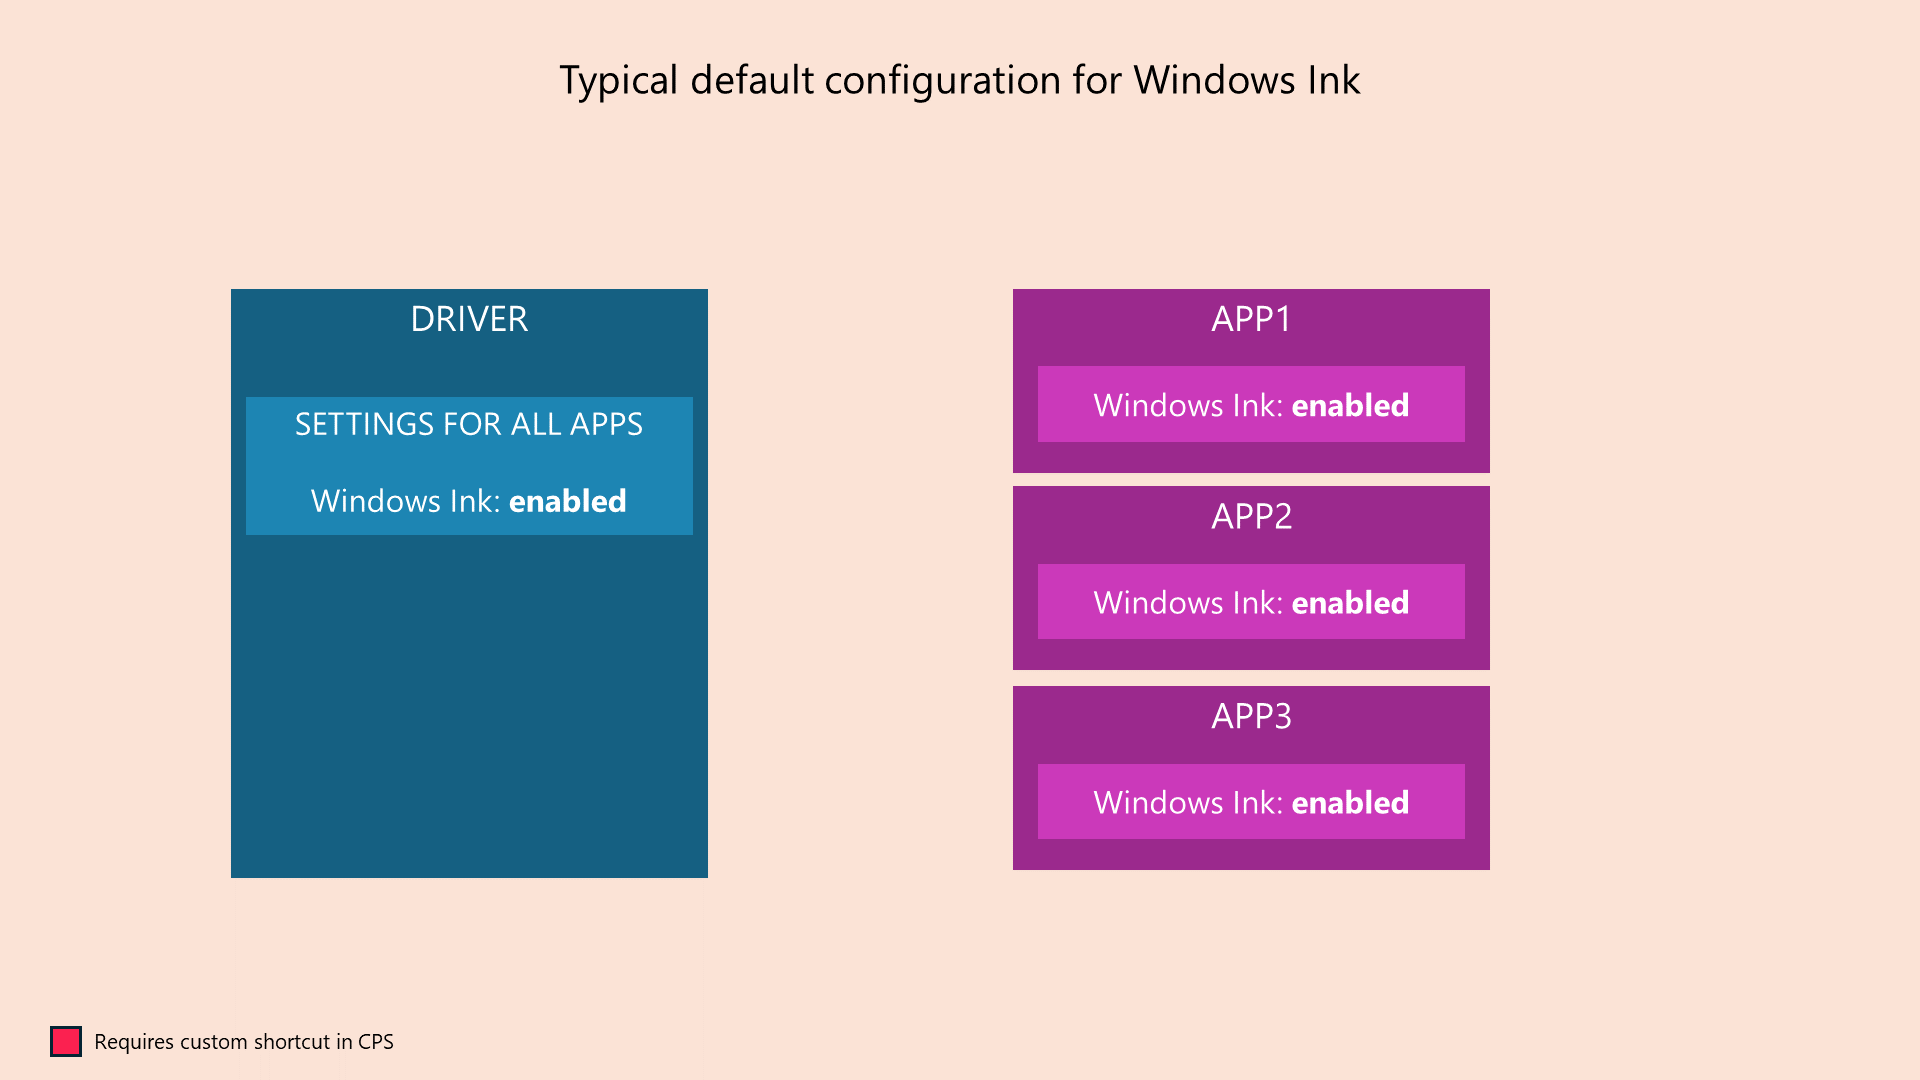 Typical default configuration for Windows Ink
DRIVER
SETTINGS FOR ALL APPS
Windows Ink: enabled
APP1
Windows Ink: enabled
APP2
Windows Ink: enabled
APP3
Windows Ink: enabled
Requires custom shortcut in CPS